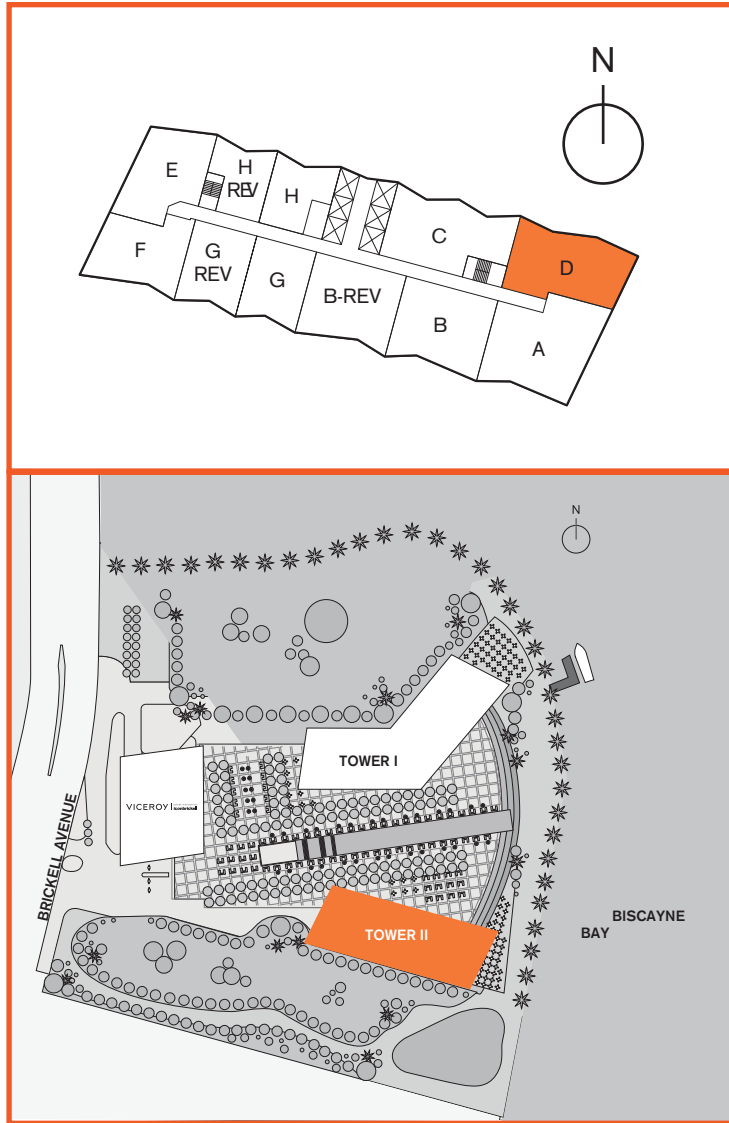 N
E
H
REV
H
C
D
F
G
REV
G
B-REV
B
A
N
TOWER I
VICEROY
BRICKELL AVENUE
TOWER II
BISCAYNE
BAY